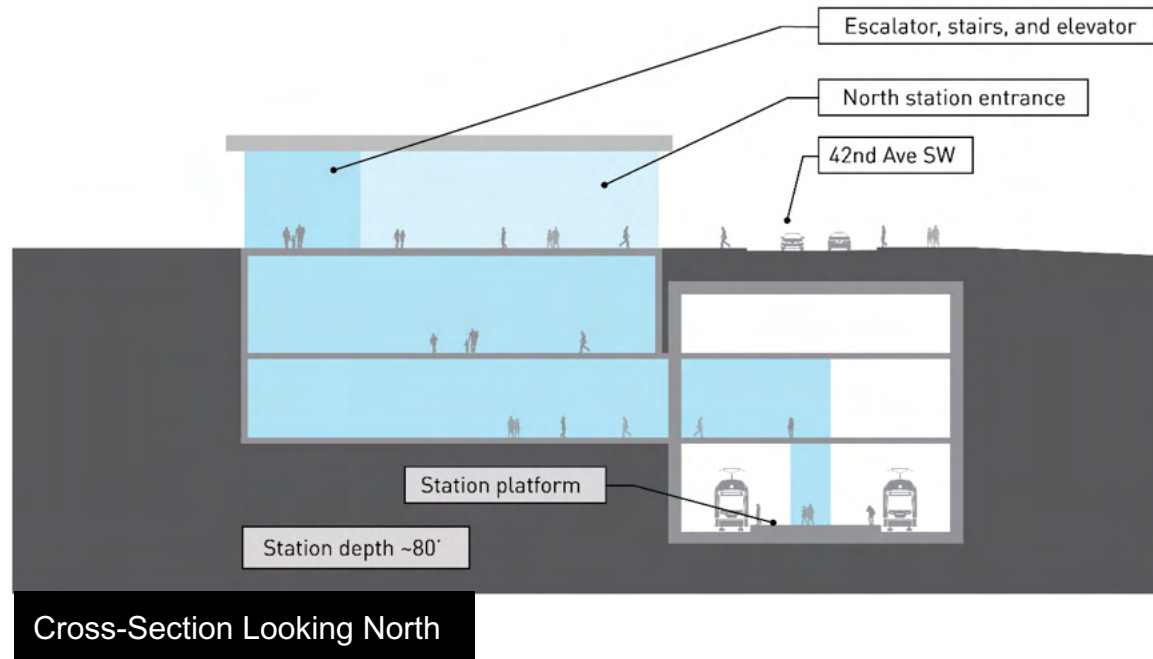 Escalator, stairs, and elevator
North station entrance
42nd Ave SW
Station platform
Station depth ~80'
Cross-Section Looking North